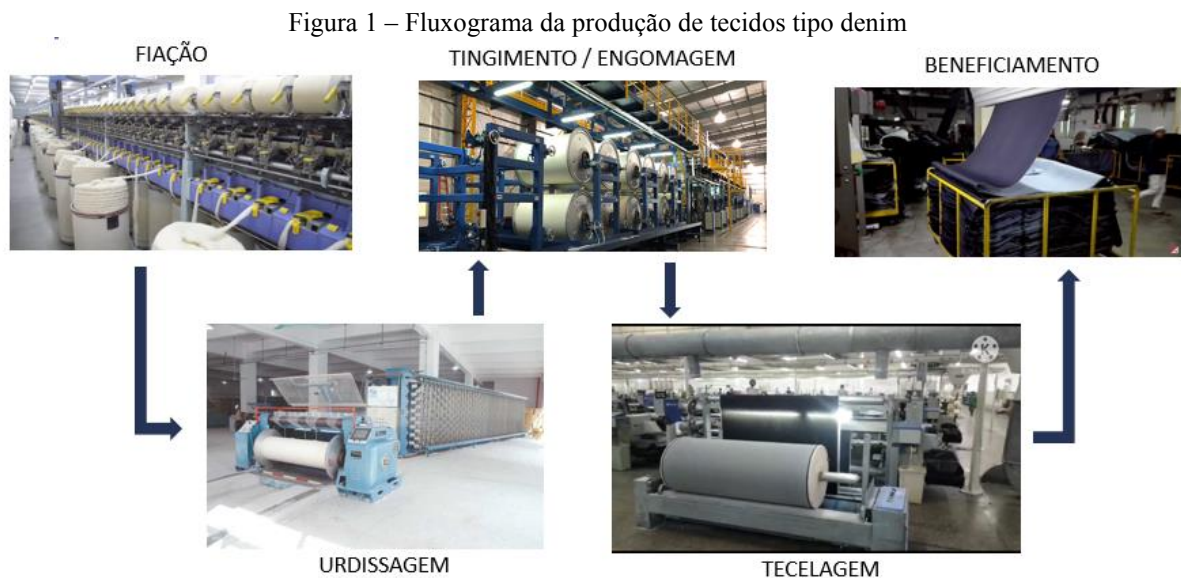 Figura 1 – Fluxograma da produção de tecidos tipo denim
FIAÇÃO
TINGIMENTO / ENGOMAGEM
BENEFICIAMENTO
K
URDISSAGEM
TECELAGEM